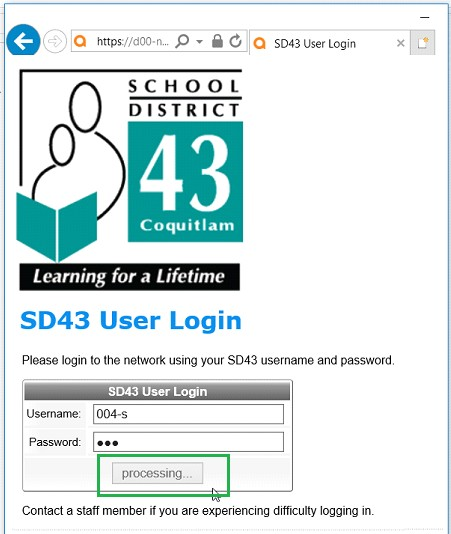 https://d00-n...
SD43 User Login
SCHOOL
DISTRICT
43
Coquitlam
Learning for a Lifetime
SD43 User Login
Please login to the network using your SD43 username and password.
SD43 User Login
Username: 004-s
Password: ●●●
processing...
Contact a staff member if you are experiencing difficulty logging in.